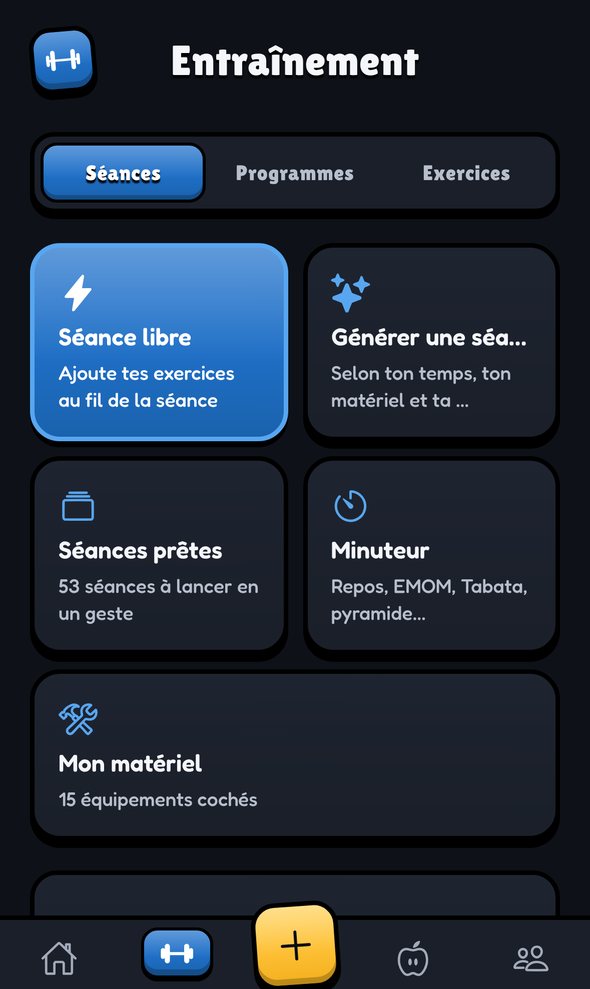 Entraînement
Séances
Programmes
Exercices
Séance libre
Ajoute tes exercices
au fil de la séance
Générer une séa...
Selon ton temps, ton
matériel et ta ...
Séances prêtes
53 séances à lancer en
un geste
Minuteur
Repos, EMOM, Tabata,
pyramide...
Mon matériel
15 équipements cochés